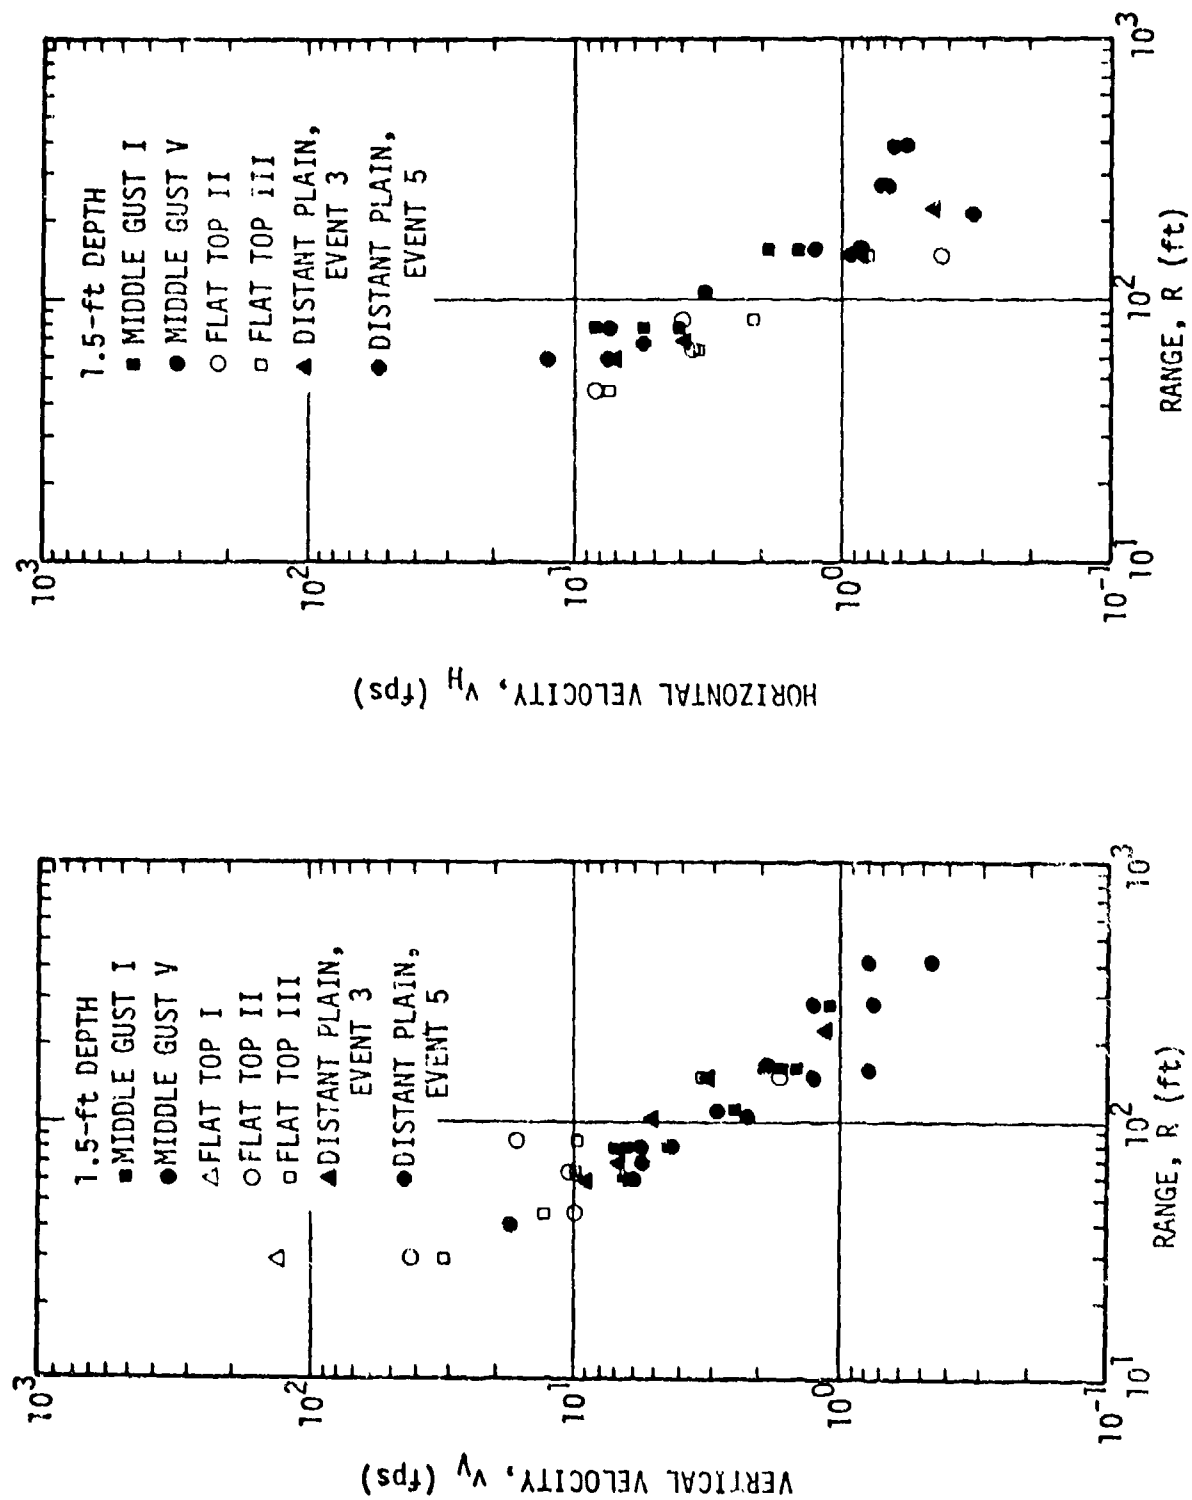 10³
10²
10¹
10⁰
10⁻¹
VERTICAL VELOCITY, vV (fps)
1.5-ft DEPTH
■ MIDDLE GUST I
● MIDDLE GUST V
△ FLAT TOP I
○ FLAT TOP II
□ FLAT TOP III
▲ DISTANT PLAIN,
EVENT 3
● DISTANT PLAIN,
EVENT 5
10¹
10²
10³
RANGE, R (ft)
10³
10²
10¹
10⁰
10⁻¹
HORIZONTAL VELOCITY, vH (fps)
1.5-ft DEPTH
■ MIDDLE GUST I
● MIDDLE GUST V
○ FLAT TOP II
□ FLAT TOP III
▲ DISTANT PLAIN,
EVENT 3
● DISTANT PLAIN,
EVENT 5
10¹
10²
10³
RANGE, R (ft)